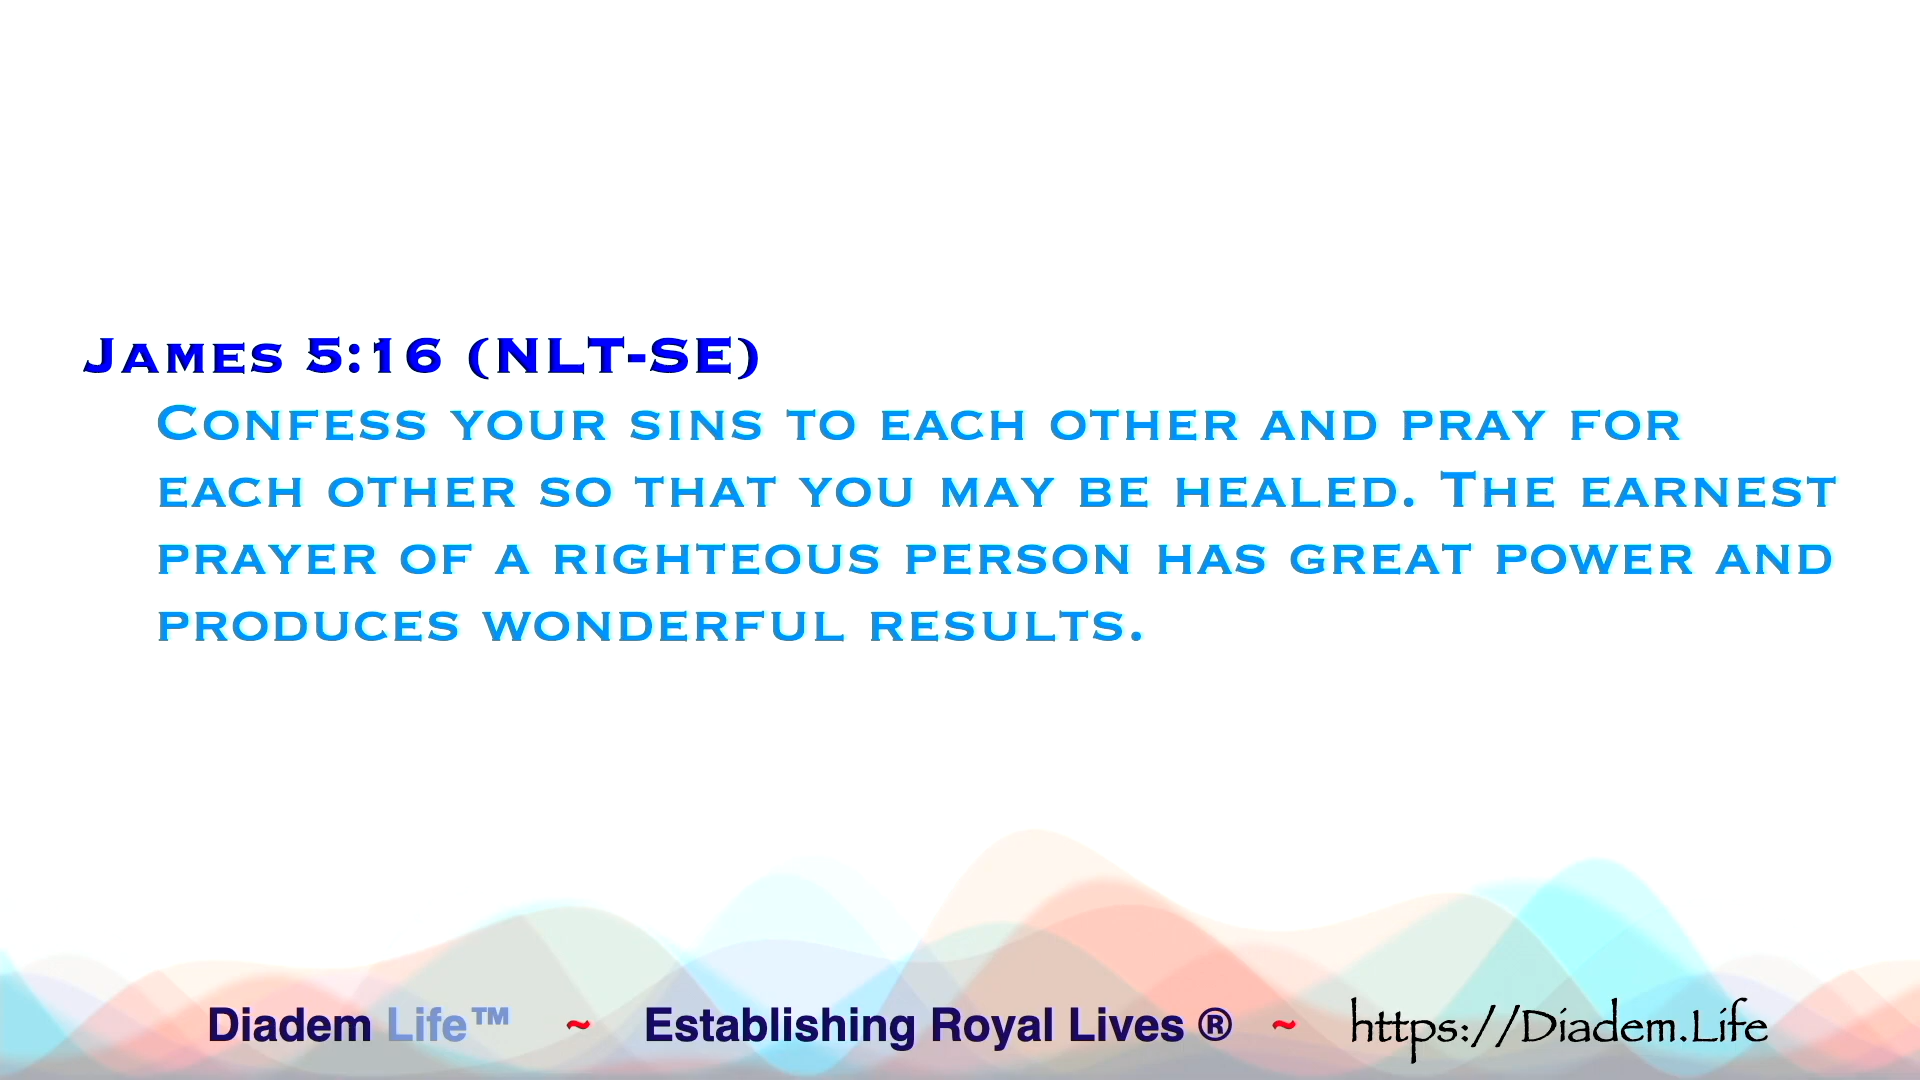 James 5:16 (NLT-SE)
Confess your sins to each other and pray for
each other so that you may be healed. The earnest
prayer of a righteous person has great power and
produces wonderful results.
Diadem Life™ ~ Establishing Royal Lives ® ~ https://Diadem.Life